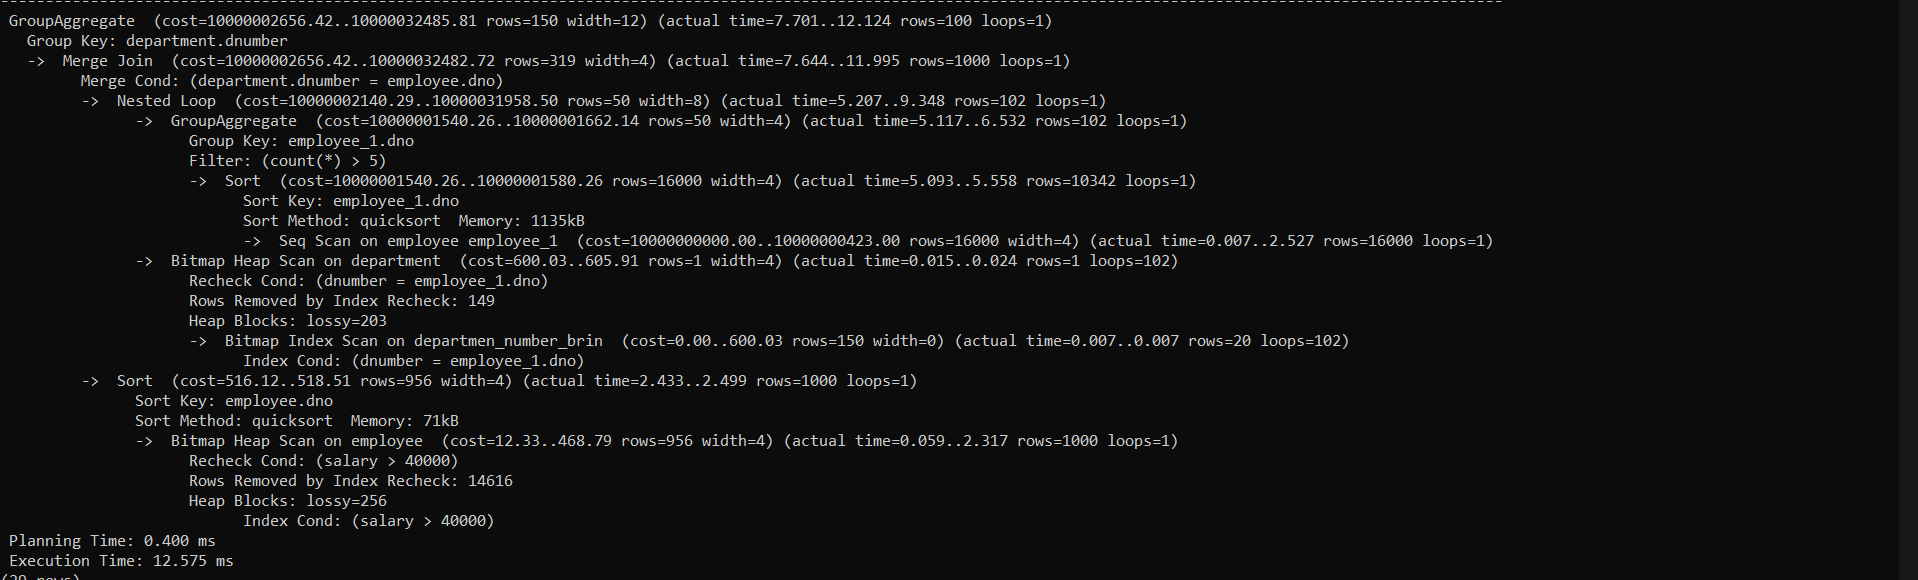 GroupAggregate  (cost=10000002656.42..10000032485.81 rows=150 width=12) (actual time=7.701..12.124 rows=100 loops=1)
  Group Key: department.dnumber
  ->  Merge Join  (cost=10000002656.42..10000032482.72 rows=319 width=4) (actual time=7.644..11.995 rows=1000 loops=1)
        Merge Cond: (department.dnumber = employee.dno)
        ->  Nested Loop  (cost=10000002140.29..10000031958.50 rows=50 width=8) (actual time=5.207..9.348 rows=102 loops=1)
              ->  GroupAggregate  (cost=10000001540.26..10000001662.14 rows=50 width=4) (actual time=5.117..6.532 rows=102 loops=1)
                    Group Key: employee_1.dno
                    Filter: (count(*) > 5)
                    ->  Sort  (cost=10000001540.26..10000001580.26 rows=16000 width=4) (actual time=5.093..5.558 rows=10342 loops=1)
                          Sort Key: employee_1.dno
                          Sort Method: quicksort  Memory: 1135kB
                          ->  Seq Scan on employee employee_1  (cost=10000000000.00..10000000423.00 rows=16000 width=4) (actual time=0.007..2.527 rows=16000 loops=1)
              ->  Bitmap Heap Scan on department  (cost=600.03..605.91 rows=1 width=4) (actual time=0.015..0.024 rows=1 loops=102)
                    Recheck Cond: (dnumber = employee_1.dno)
                    Rows Removed by Index Recheck: 149
                    Heap Blocks: lossy=203
                    ->  Bitmap Index Scan on departmen_number_brin  (cost=0.00..600.03 rows=150 width=0) (actual time=0.007..0.007 rows=20 loops=102)
                          Index Cond: (dnumber = employee_1.dno)
        ->  Sort  (cost=516.12..518.51 rows=956 width=4) (actual time=2.433..2.499 rows=1000 loops=1)
              Sort Key: employee.dno
              Sort Method: quicksort  Memory: 71kB
              ->  Bitmap Heap Scan on employee  (cost=12.33..468.79 rows=956 width=4) (actual time=0.059..2.317 rows=1000 loops=1)
                    Recheck Cond: (salary > 40000)
                    Rows Removed by Index Recheck: 14616
                    Heap Blocks: lossy=256
                          Index Cond: (salary > 40000)
Planning Time: 0.400 ms
Execution Time: 12.575 ms